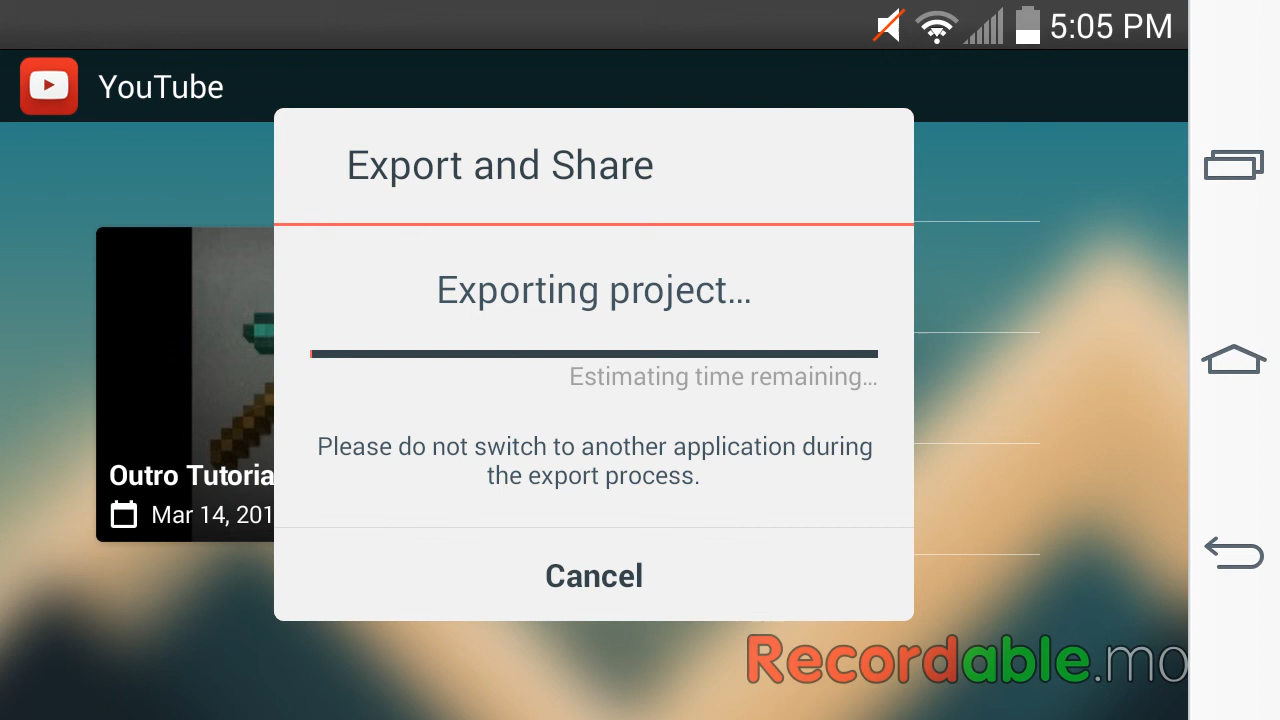 5:05 PM
YouTube
Export and Share
Exporting project...
Estimating time remaining...
Please do not switch to another application during
the export process.
Outro Tutoria
Mar 14, 201
Cancel
Recordable.mo